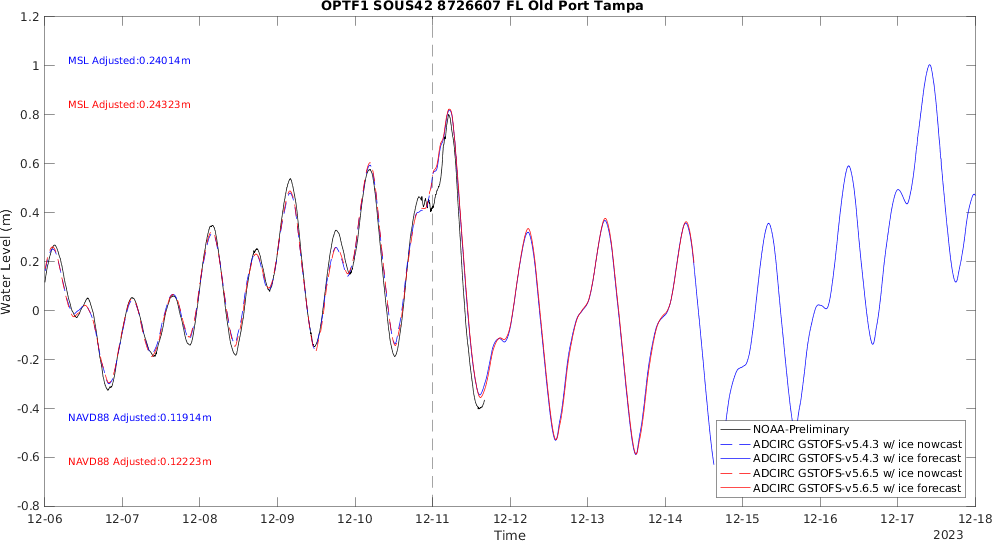 OPTF1 SOUS42 8726607 FL Old Port Tampa
1.2
1
0.8
0.6
0.4
0.2
0
-0.2
-0.4
-0.6
-0.8
Water Level (m)
MSL Adjusted:0.24014m
MSL Adjusted:0.24323m
NAVD88 Adjusted:0.11914m
NAVD88 Adjusted:0.12223m
NOAA-Preliminary
ADCIRC GSTOFS-v5.4.3 w/ ice nowcast
ADCIRC GSTOFS-v5.4.3 w/ ice forecast
ADCIRC GSTOFS-v5.6.5 w/ ice nowcast
ADCIRC GSTOFS-v5.6.5 w/ ice forecast
12-06 12-07 12-08 12-09 12-10 12-11 12-12 12-13 12-14 12-15 12-16 12-17 12-18
Time
2023